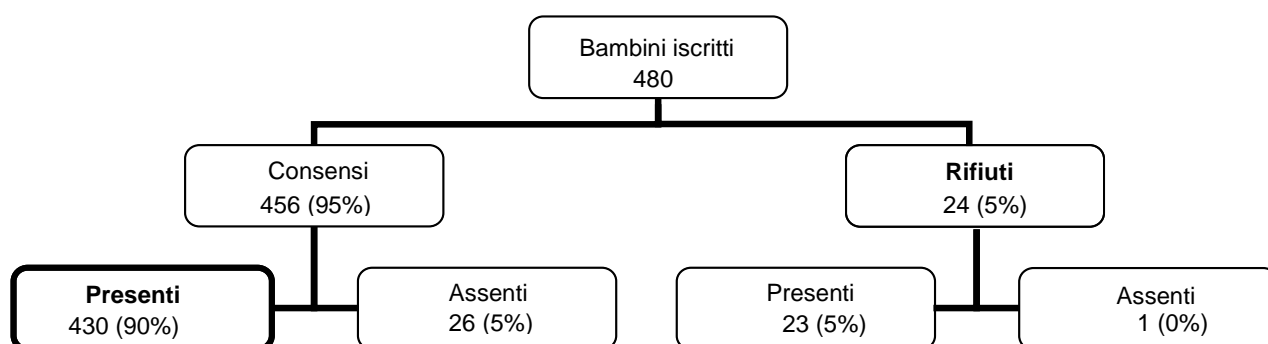 Bambini iscritti
480
Consensi
456 (95%)
Rifiuti
24 (5%)
Presenti
430 (90%)
Assenti
26 (5%)
Presenti
23 (5%)
Assenti
1 (0%)